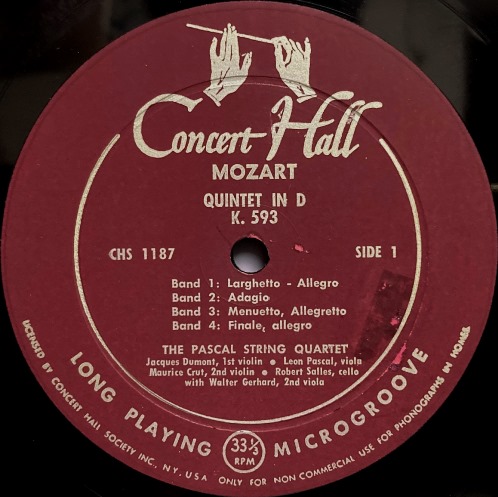 Concert Hall
MOZART
QUINTET IN D
K. 593
CHS 1187
SIDE 1
Band 1: Larghetto - Allegro
Band 2: Adagio
Band 3: Menuetto, Allegretto
Band 4: Finale, allegro
THE PASCAL STRING QUARTET
Jacques Dumont, 1st violin • Leon Pascal, viola
Maurice Crut, 2nd violin • Robert Salles, cello
with Walter Gerhard, 2nd viola
LONG PLAYING 33⅓ RPM MICROGROOVE
LICENSED BY CONCERT HALL SOCIETY INC. N.Y. USA ONLY FOR NON COMMERCIAL USE FOR PHONOGRAPHS IN HOMES